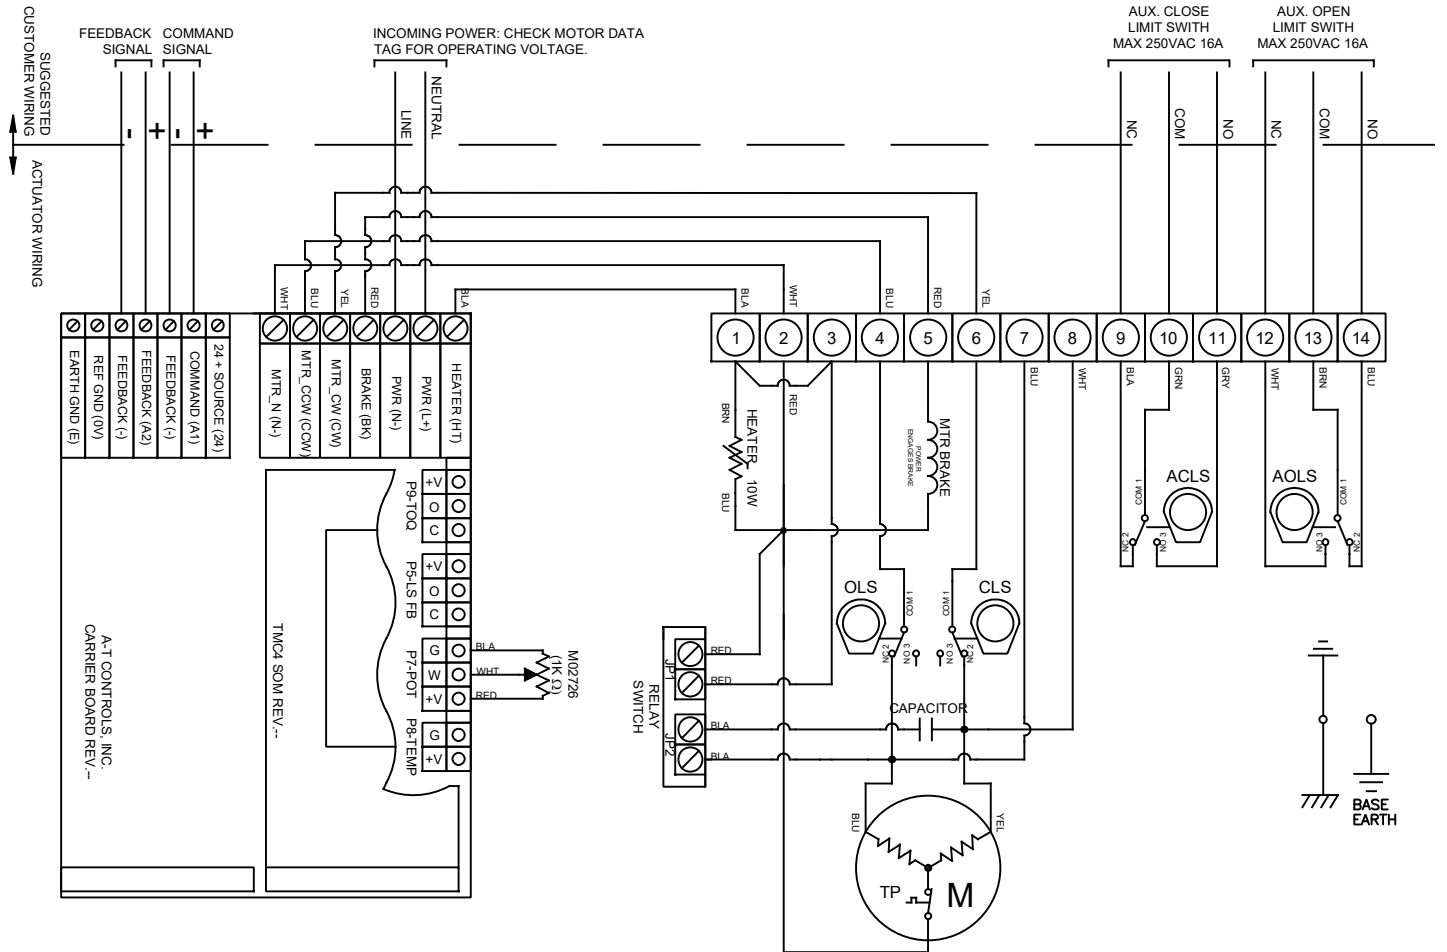 SUGGESTED
CUSTOMER WIRING
ACTUATOR WIRING
FEEDBACK
SIGNAL
COMMAND
SIGNAL
- + - +
INCOMING POWER: CHECK MOTOR DATA
TAG FOR OPERATING VOLTAGE.
LINE
NEUTRAL
AUX. CLOSE
LIMIT SWITH
MAX 250VAC 16A
AUX. OPEN
LIMIT SWITH
MAX 250VAC 16A
NC
COM
NO
NC
COM
NO
WHT
BLU
YEL
RED
BLA
BLA
WHT
BLU
RED
YEL
EARTH GND (E)
REF GND (0V)
FEEDBACK (-)
FEEDBACK (A2)
FEEDBACK (-)
COMMAND (A1)
24 + SOURCE (24)
MTR_N (N-)
MTR_CCW (CCW)
MTR_CW (CW)
BRAKE (BK)
PWR (N-)
PWR (L+)
HEATER (HT)
1 2 3 4 5 6 7 8 9 10 11 12 13 14
BRN
HEATER 10W
BLU
RED
MTR BRAKE
POWER
ENGAGES BRAKE
BLU
WHT
BLA
GRN
GRY
WHT
BRN
BLU
P9-TOQ
+V
O
C
P5-LS FB
+V
O
C
P7-POT
G
W
+V
P8-TEMP
G
+V
BLA
WHT
RED
M02726
(1K Ω)
A-T CONTROLS, INC.
CARRIER BOARD REV.--
TMC4 SOM REV.--
JP1
JP2
RELAY
SWITCH
RED
RED
BLA
BLA
OLS
COM 1
NC 2
NO 3
CLS
COM 1
NO 3
NC 2
CAPACITOR
BLU
YEL
TP
M
ACLS
COM 1
NC 2
NO 3
AOLS
COM 1
NO 3
NC 2
BASE
EARTH